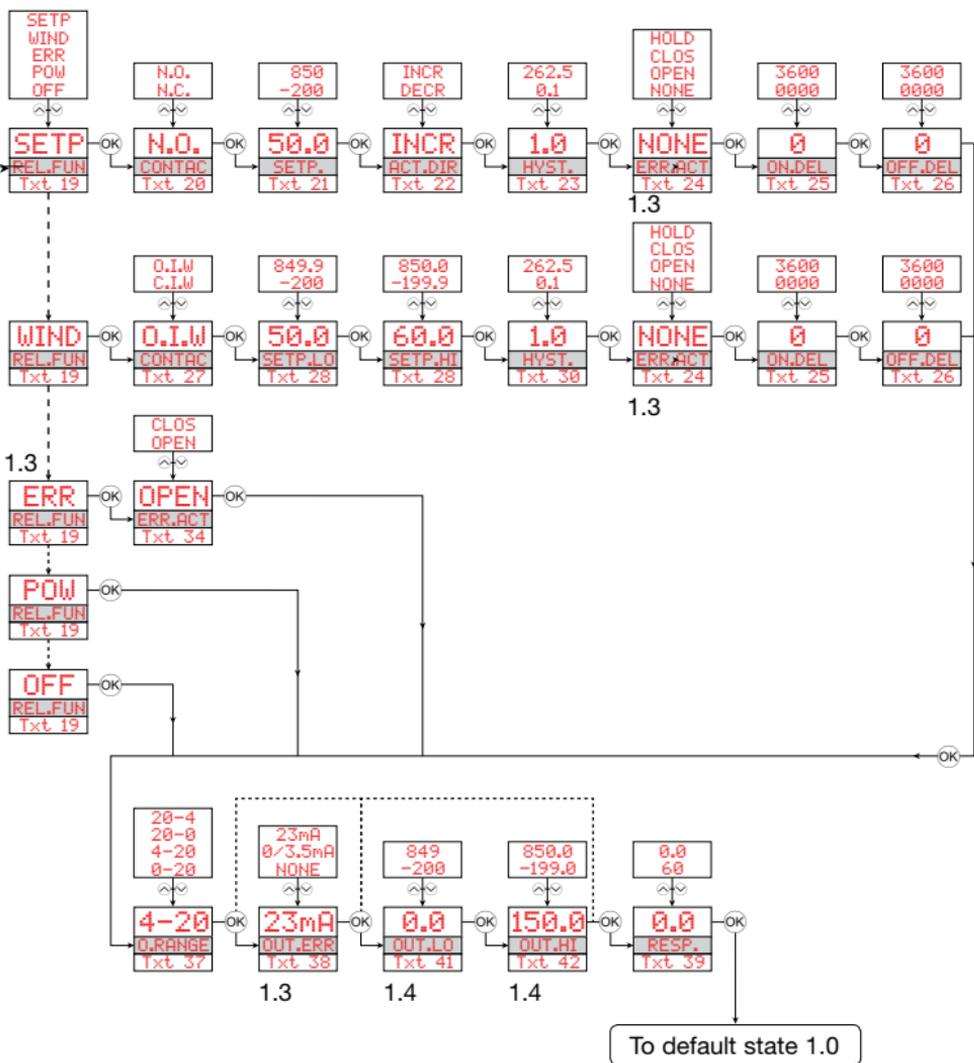 SETP
WIND
ERR
POW
OFF
N.O.
N.C.
850
-200
INCR
DECR
262.5
0.1
HOLD
CLOS
OPEN
NONE
3600
0000
3600
0000
SETP
REL.FUN
Txt 19
OK
N.O.
CONTAC
Txt 20
OK
50.0
SETP.
Txt 21
OK
INCR
ACT.DIR
Txt 22
OK
1.0
HYST.
Txt 23
OK
NONE
ERR.ACT
Txt 24
OK
0
ON.DEL
Txt 25
OK
0
OFF.DEL
Txt 26
1.3
O.I.W
C.I.W
849.9
-200
850.0
-199.9
262.5
0.1
HOLD
CLOS
OPEN
NONE
3600
0000
3600
0000
WIND
REL.FUN
Txt 19
OK
O.I.W
CONTAC
Txt 27
OK
50.0
SETP.LO
Txt 28
OK
60.0
SETP.HI
Txt 28
OK
1.0
HYST.
Txt 30
OK
NONE
ERR.ACT
Txt 24
OK
0
ON.DEL
Txt 25
OK
0
OFF.DEL
Txt 26
1.3
CLOS
OPEN
1.3
ERR
REL.FUN
Txt 19
OK
OPEN
ERR.ACT
Txt 34
OK
POW
REL.FUN
Txt 19
OK
OFF
REL.FUN
Txt 19
OK
OK
20-4
20-0
4-20
0-20
23mA
0/3.5mA
NONE
849
-200
850.0
-199.0
0.0
60
4-20
O.RANGE
Txt 37
OK
23mA
OUT.ERR
Txt 38
OK
0.0
OUT.LO
Txt 41
OK
150.0
OUT.HI
Txt 42
OK
0.0
RESP.
Txt 39
OK
1.3
1.4
1.4
To default state 1.0